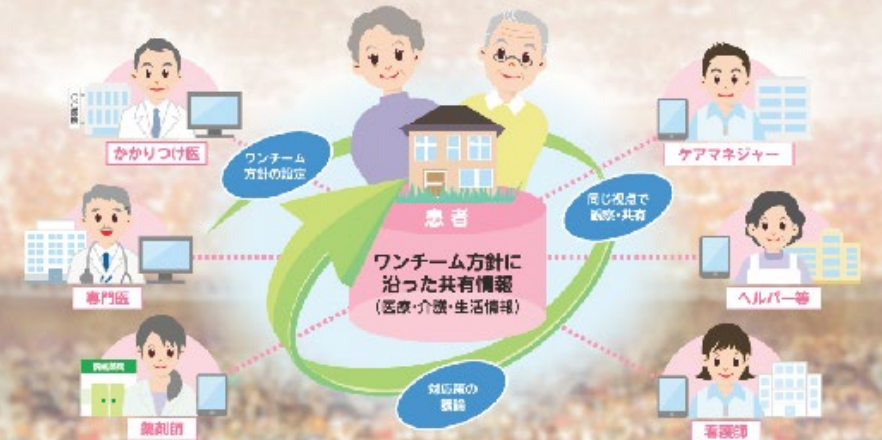 かかりつけ医
ワンチーム
方針の設定
ケアマネジャー
同じ視点で
観察・共有
患者
ワンチーム方針に
沿った共有情報
（医療・介護・生活情報）
専門医
ヘルパー等
薬剤師
対応策の
議論
看護師